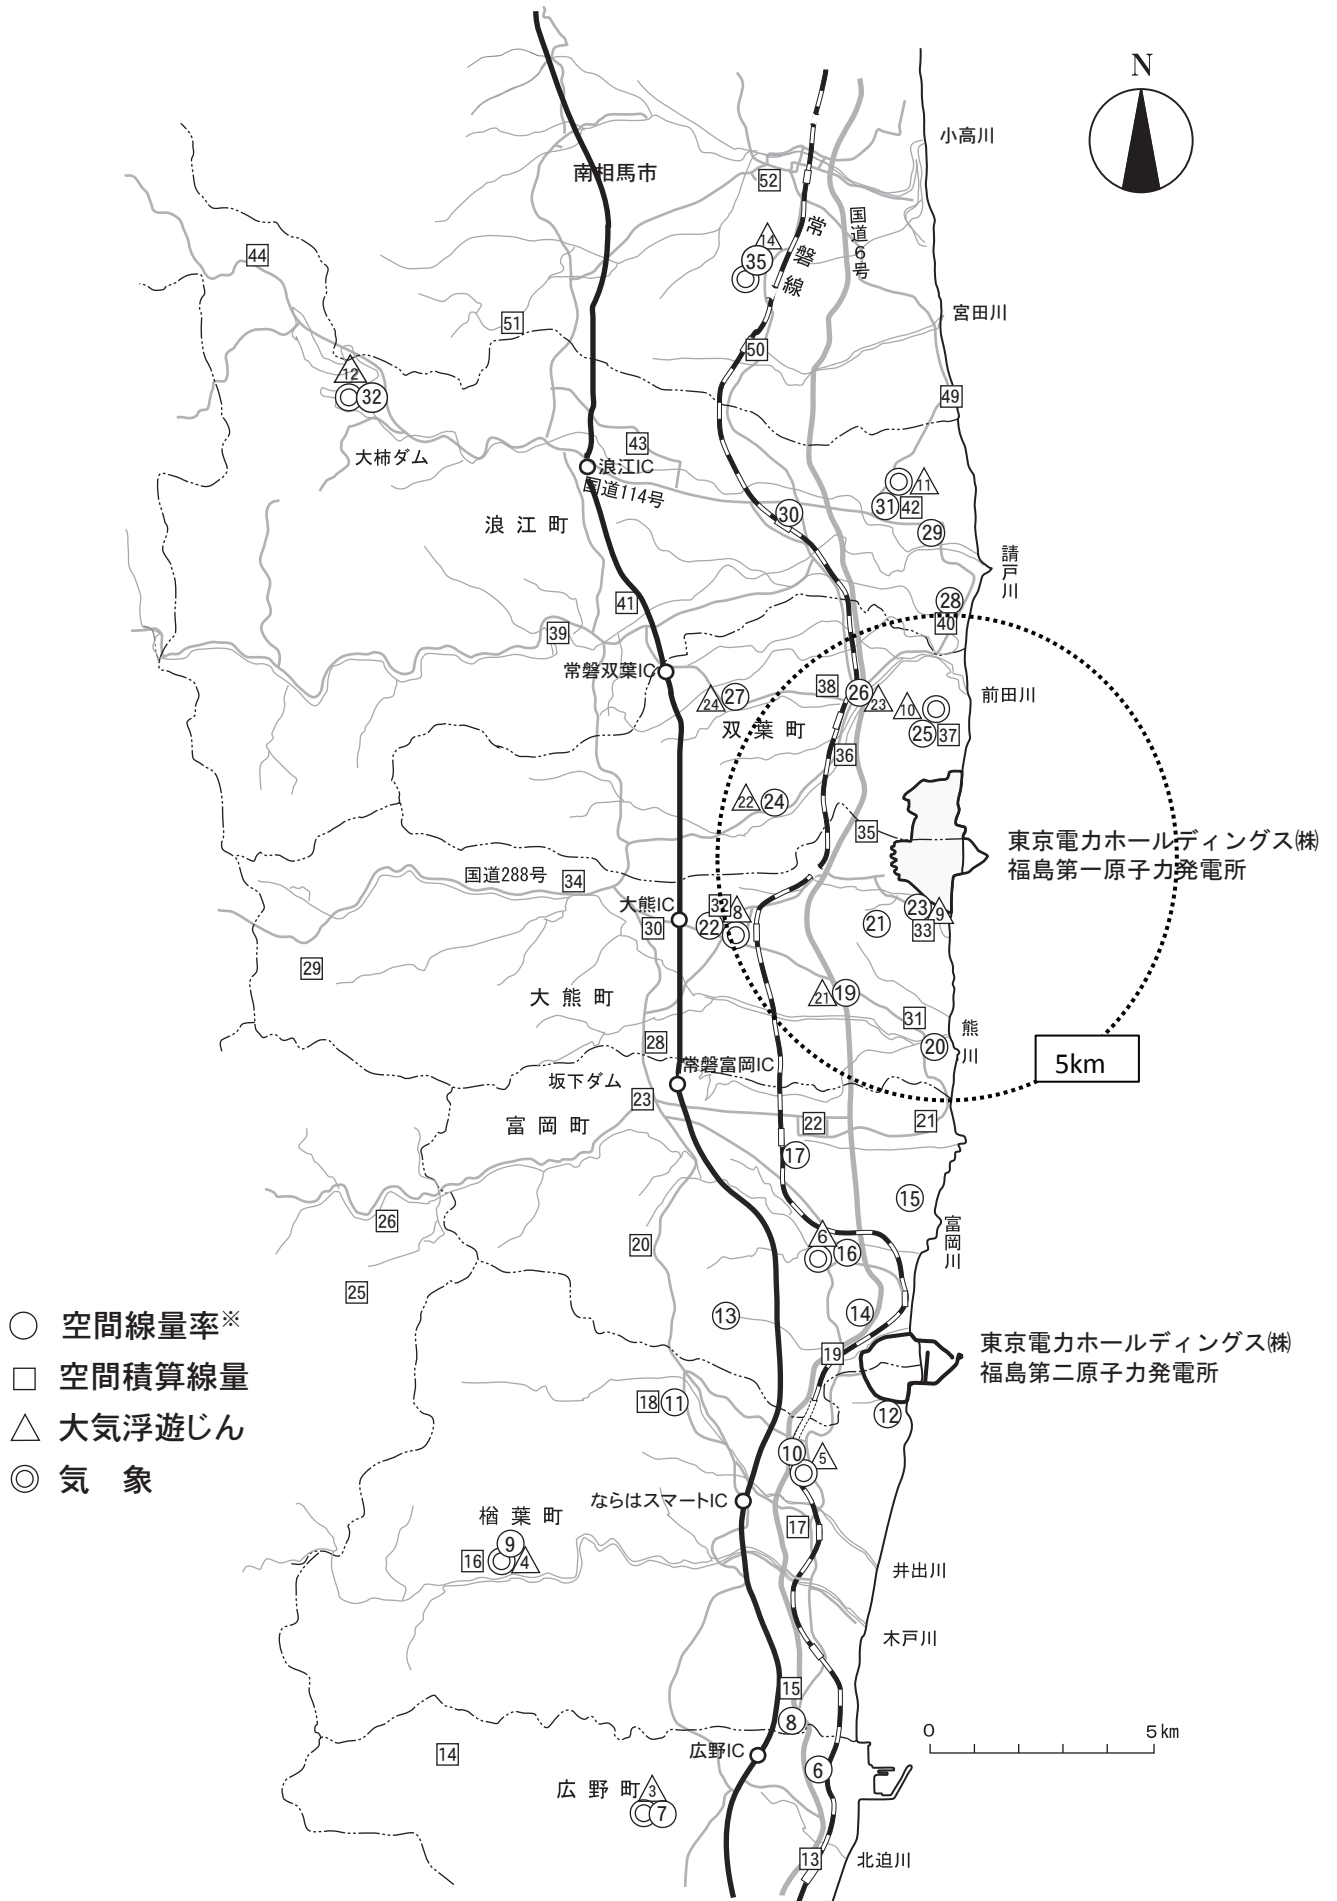 N
小高川
南相馬市
52
国道6号
常磐線
14
35
44
宮田川
51
50
12
32
49
大柿ダム
43
浪江IC
国道114号
11
31
42
30
29
浪江町
請戸川
28
41
40
39
常磐双葉IC
38
26
24
27
23
10
前田川
双葉町
25
37
36
22
24
35
東京電力ホールディングス㈱
福島第一原子力発電所
国道288号
34
大熊IC
32
8
23
9
30
22
21
33
29
21
19
大熊町
31
熊川
28
20
常磐富岡IC
5km
坂下ダム
23
富岡町
22
21
17
15
26
富岡川
6
20
16
25
13
14
○ 空間線量率※
□ 空間積算線量
△ 大気浮遊じん
◎ 気 象
19
東京電力ホールディングス㈱
福島第二原子力発電所
18
11
12
10
5
ならはスマートIC
楢葉町
17
9
16
4
井出川
木戸川
15
8
0
5km
14
広野IC
6
広野町
3
7
13
北迫川